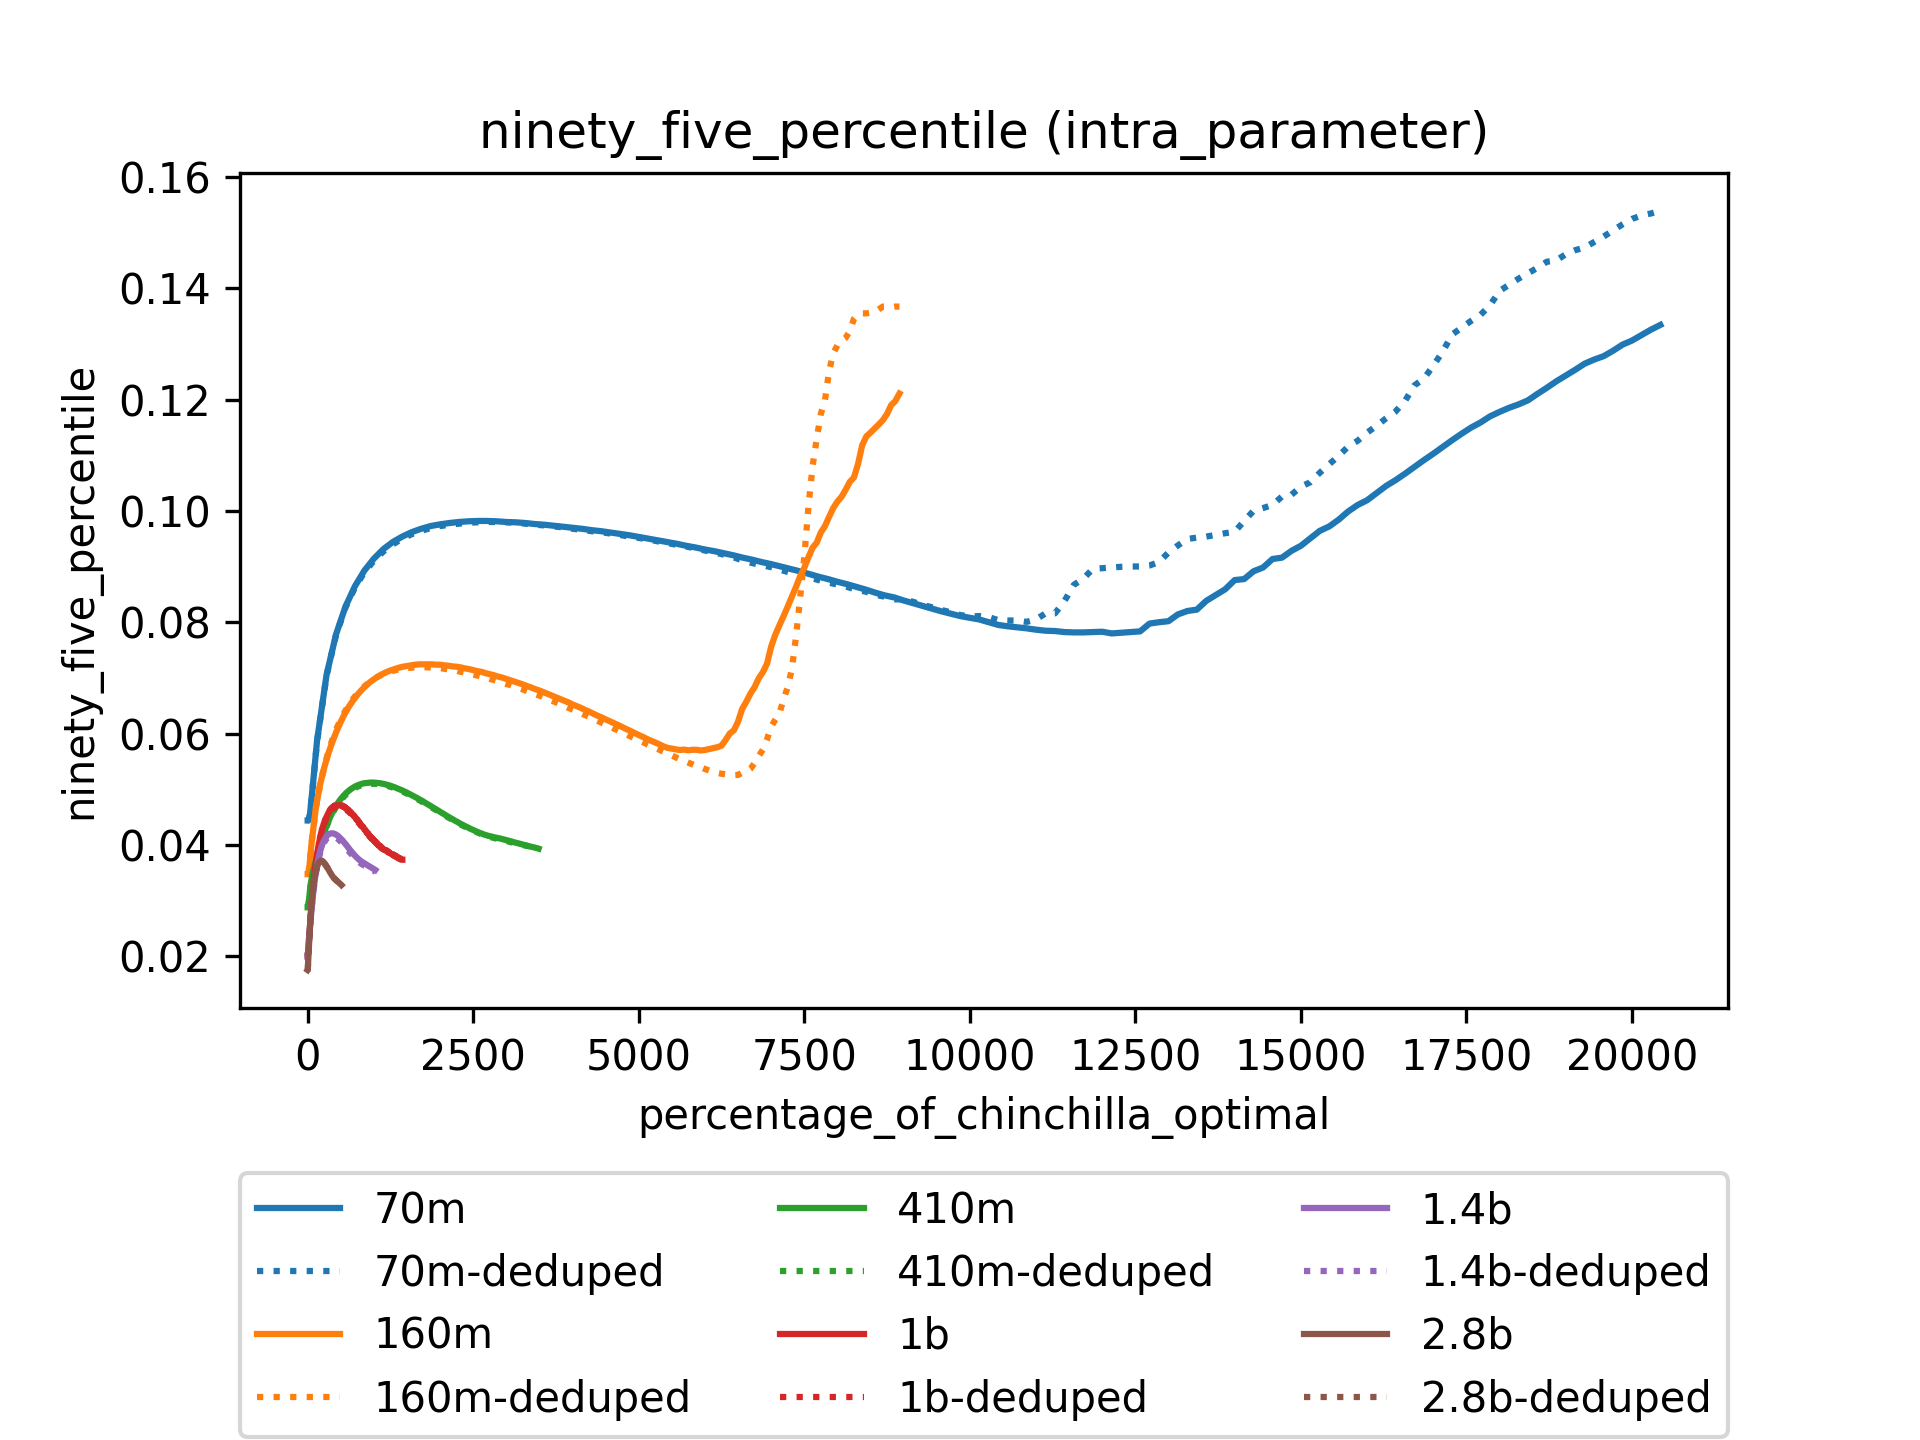 ninety_five_percentile (intra_parameter)
0.16
0.14
0.12
0.10
0.08
0.06
0.04
0.02
ninety_five_percentile
0 2500 5000 7500 10000 12500 15000 17500 20000
percentage_of_chinchilla_optimal
70m 410m 1.4b
70m-deduped 410m-deduped 1.4b-deduped
160m 1b 2.8b
160m-deduped 1b-deduped 2.8b-deduped